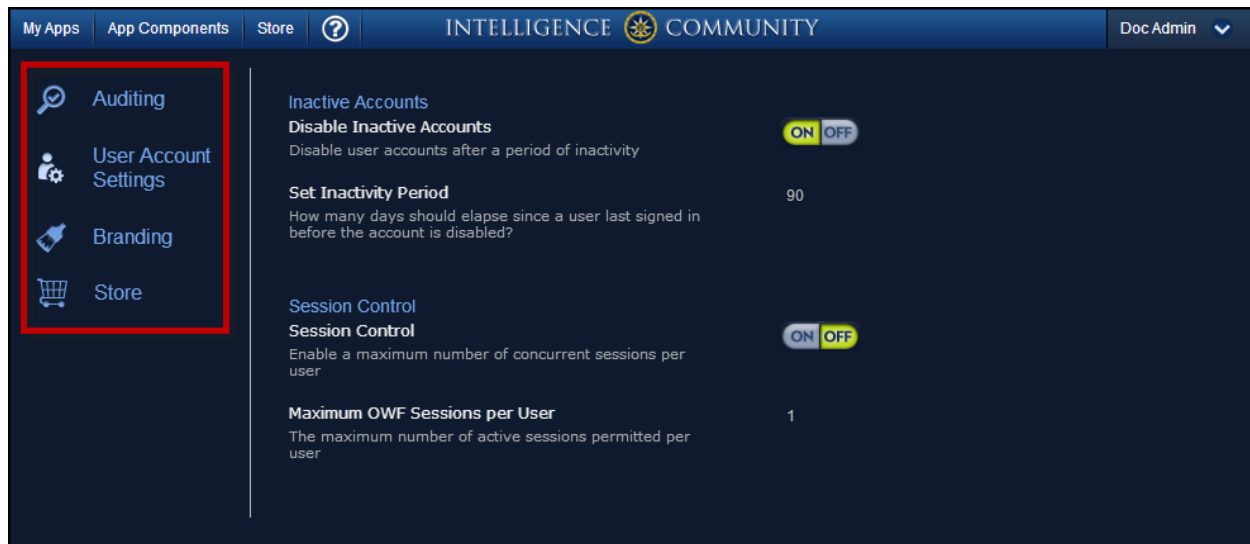 My Apps App Components Store ? INTELLIGENCE COMMUNITY Doc Admin
Auditing
User Account
Settings
Branding
Store
Inactive Accounts
Disable Inactive Accounts ON OFF
Disable user accounts after a period of inactivity
Set Inactivity Period 90
How many days should elapse since a user last signed in
before the account is disabled?
Session Control
Session Control ON OFF
Enable a maximum number of concurrent sessions per
user
Maximum OWF Sessions per User 1
The maximum number of active sessions permitted per
user